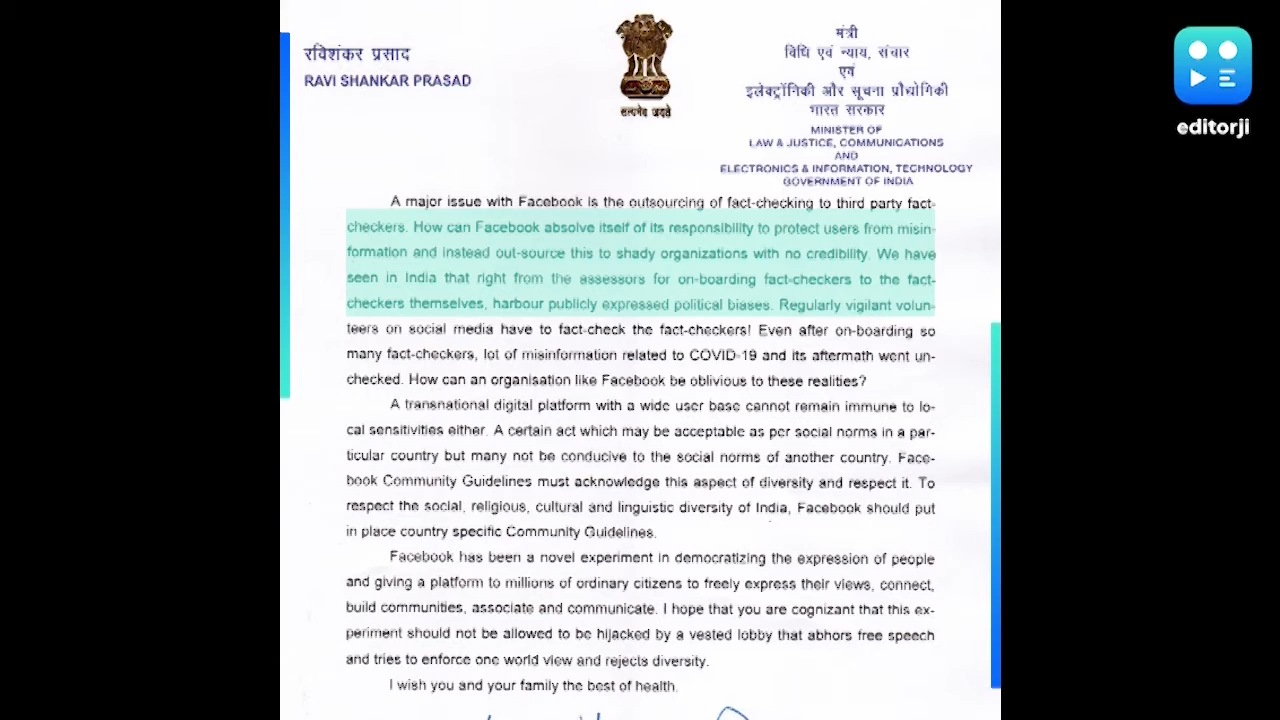 रविशंकर प्रसाद
RAVI SHANKAR PRASAD
सत्यमेव जयते
मंत्री
विधि एवं न्याय, संचार
एवं
इलेक्ट्रॉनिकी और सूचना प्रौद्योगिकी
भारत सरकार
MINISTER OF
LAW & JUSTICE, COMMUNICATIONS
AND
ELECTRONICS & INFORMATION, TECHNOLOGY
GOVERNMENT OF INDIA
editorji
A major issue with Facebook is the outsourcing of fact-checking to third party fact-
checkers. How can Facebook absolve itself of its responsibility to protect users from misin-
formation and instead out-source this to shady organizations with no credibility. We have
seen in India that right from the assessors for on-boarding fact-checkers to the fact-
checkers themselves, harbour publicly expressed political biases. Regularly vigilant volun-
teers on social media have to fact-check the fact-checkers! Even after on-boarding so
many fact-checkers, lot of misinformation related to COVID-19 and its aftermath went un-
checked. How can an organisation like Facebook be oblivious to these realities?
A transnational digital platform with a wide user base cannot remain immune to lo-
cal sensitivities either. A certain act which may be acceptable as per social norms in a par-
ticular country but many not be conducive to the social norms of another country. Face-
book Community Guidelines must acknowledge this aspect of diversity and respect it. To
respect the social, religious, cultural and linguistic diversity of India, Facebook should put
in place country specific Community Guidelines.
Facebook has been a novel experiment in democratizing the expression of people
and giving a platform to millions of ordinary citizens to freely express their views, connect,
build communities, associate and communicate. I hope that you are cognizant that this ex-
periment should not be allowed to be hijacked by a vested lobby that abhors free speech
and tries to enforce one world view and rejects diversity.
I wish you and your family the best of health.